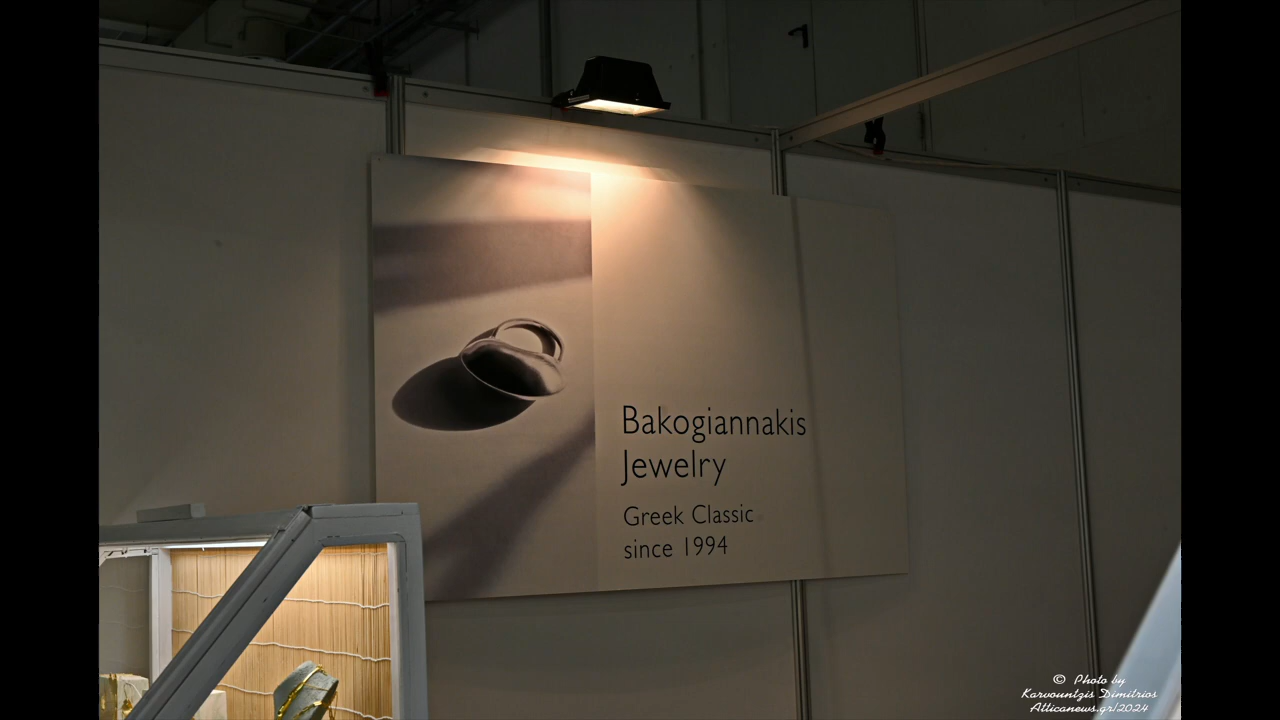 Bakogiannakis
Jewelry
Greek Classic
since 1994
© Photo by
Karvountzis Dimitrios
Atticanews.gr/2024